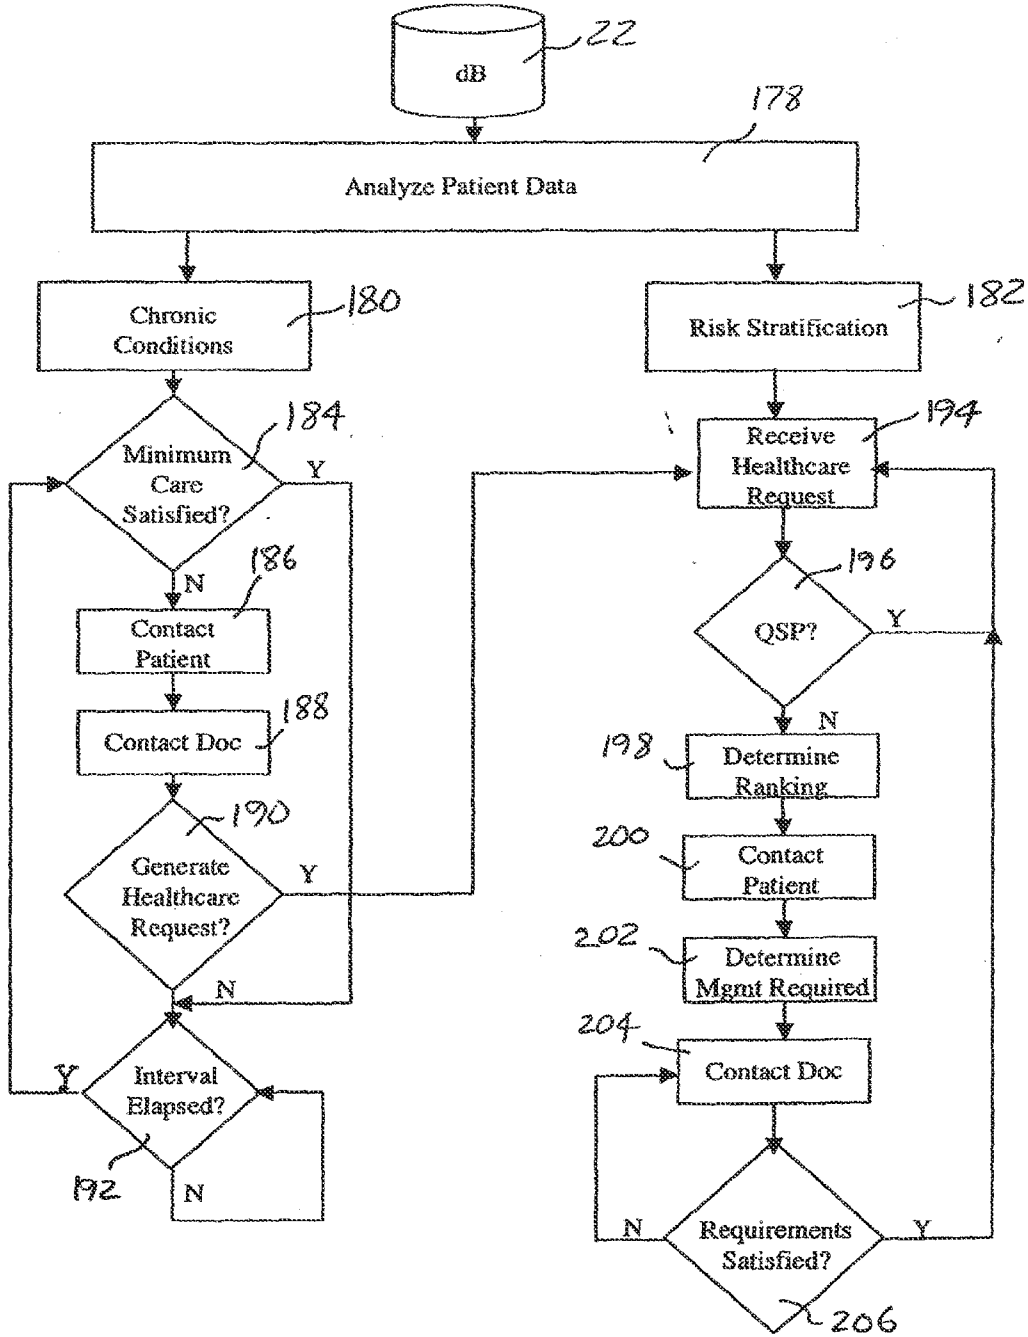 22
dB
178
Analyze Patient Data
180
Chronic
Conditions
182
Risk Stratification
184
Minimum
Care
Satisfied?
Y
194
Receive
Healthcare
Request
186
N
Contact
Patient
196
QSP?
Y
188
Contact Doc
N
198
Determine
Ranking
190
Generate
Healthcare
Request?
Y
200
Contact
Patient
202
Determine
Mgmt Required
N
204
Contact Doc
Y
Interval
Elapsed?
192
N
N
Requirements
Satisfied?
Y
206